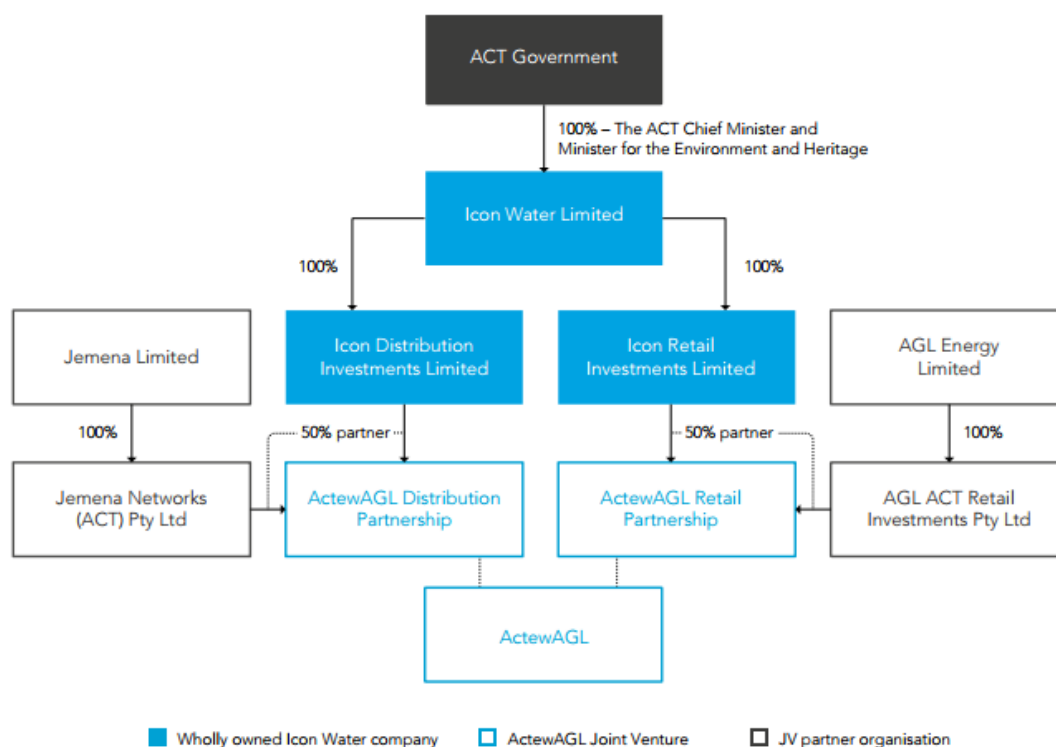 ACT Government
100% – The ACT Chief Minister and
Minister for the Environment and Heritage
Icon Water Limited
100%
100%
Jemena Limited
Icon Distribution
Investments Limited
Icon Retail
Investments Limited
AGL Energy
Limited
100%
50% partner
50% partner
100%
Jemena Networks
(ACT) Pty Ltd
ActewAGL Distribution
Partnership
ActewAGL Retail
Partnership
AGL ACT Retail
Investments Pty Ltd
ActewAGL
Wholly owned Icon Water company
ActewAGL Joint Venture
JV partner organisation